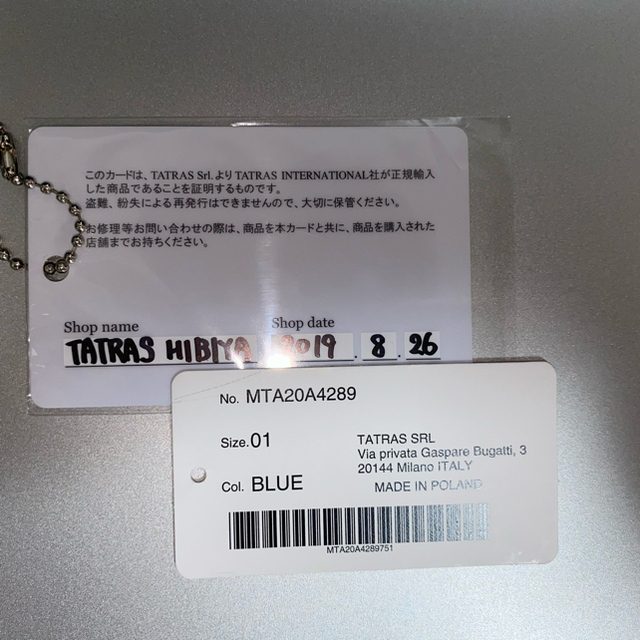 このカードは、TATRAS Srl.よりTATRAS INTERNATIONAL社が正規輸入
した商品であることを証明するものです。
盗難、紛失による再発行はできませんので、大切に保管ください。
お修理等お問い合わせの際は、商品を本カードと共に、商品を購入された
店舗までお持ちください。
Shop name Shop date
TATRAS HIBIYA 2019 . 8 . 26
No. MTA20A4289
Size. 01
Col. BLUE
TATRAS SRL
Via privata Gaspare Bugatti, 3
20144 Milano ITALY
MADE IN POLAND
MTA20A4289751